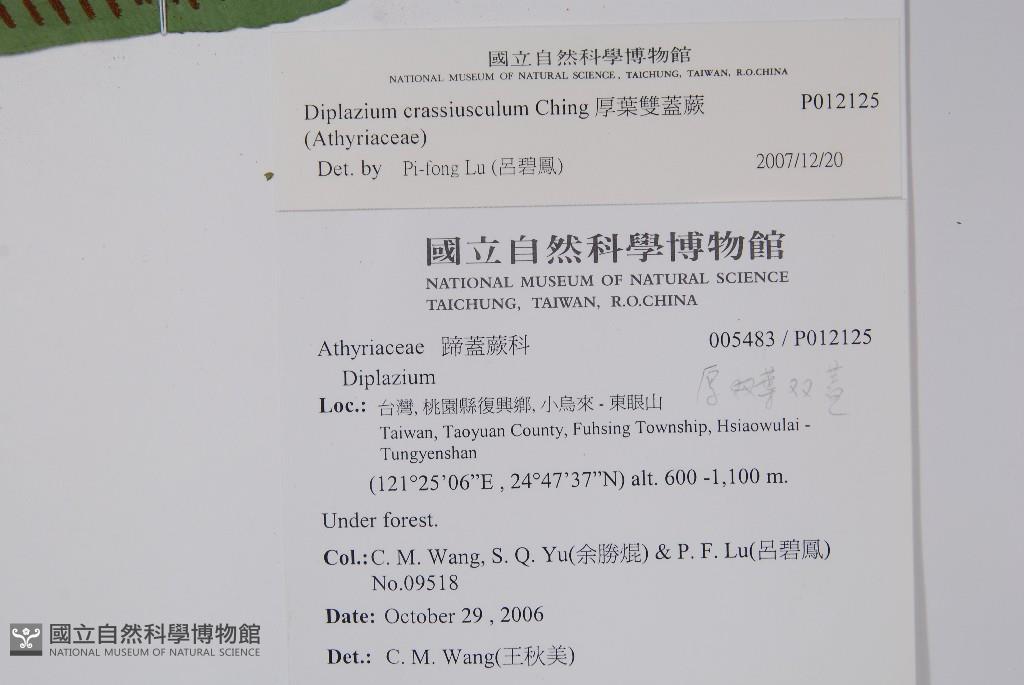 國立自然科學博物館
NATIONAL MUSEUM OF NATURAL SCIENCE, TAICHUNG, TAIWAN, R.O.CHINA
Diplazium crassiusculum Ching 厚葉雙蓋蕨 P012125
(Athyriaceae)
Det. by Pi-fong Lu (呂碧鳳) 2007/12/20
國立自然科學博物館
NATIONAL MUSEUM OF NATURAL SCIENCE
TAICHUNG, TAIWAN, R.O.CHINA
Athyriaceae 蹄蓋蕨科 005483 / P012125
Diplazium
厚葉双蓋
Loc.: 台灣, 桃園縣復興鄉, 小烏來 - 東眼山
Taiwan, Taoyuan County, Fuhsing Township, Hsiaowulai -
Tungyenshan
(121°25’06”E , 24°47’37”N) alt. 600 -1,100 m.
Under forest.
Col.: C. M. Wang, S. Q. Yu(余勝焜) & P. F. Lu(呂碧鳳)
No.09518
Date: October 29 , 2006
Det.: C. M. Wang(王秋美)
國立自然科學博物館
NATIONAL MUSEUM OF NATURAL SCIENCE